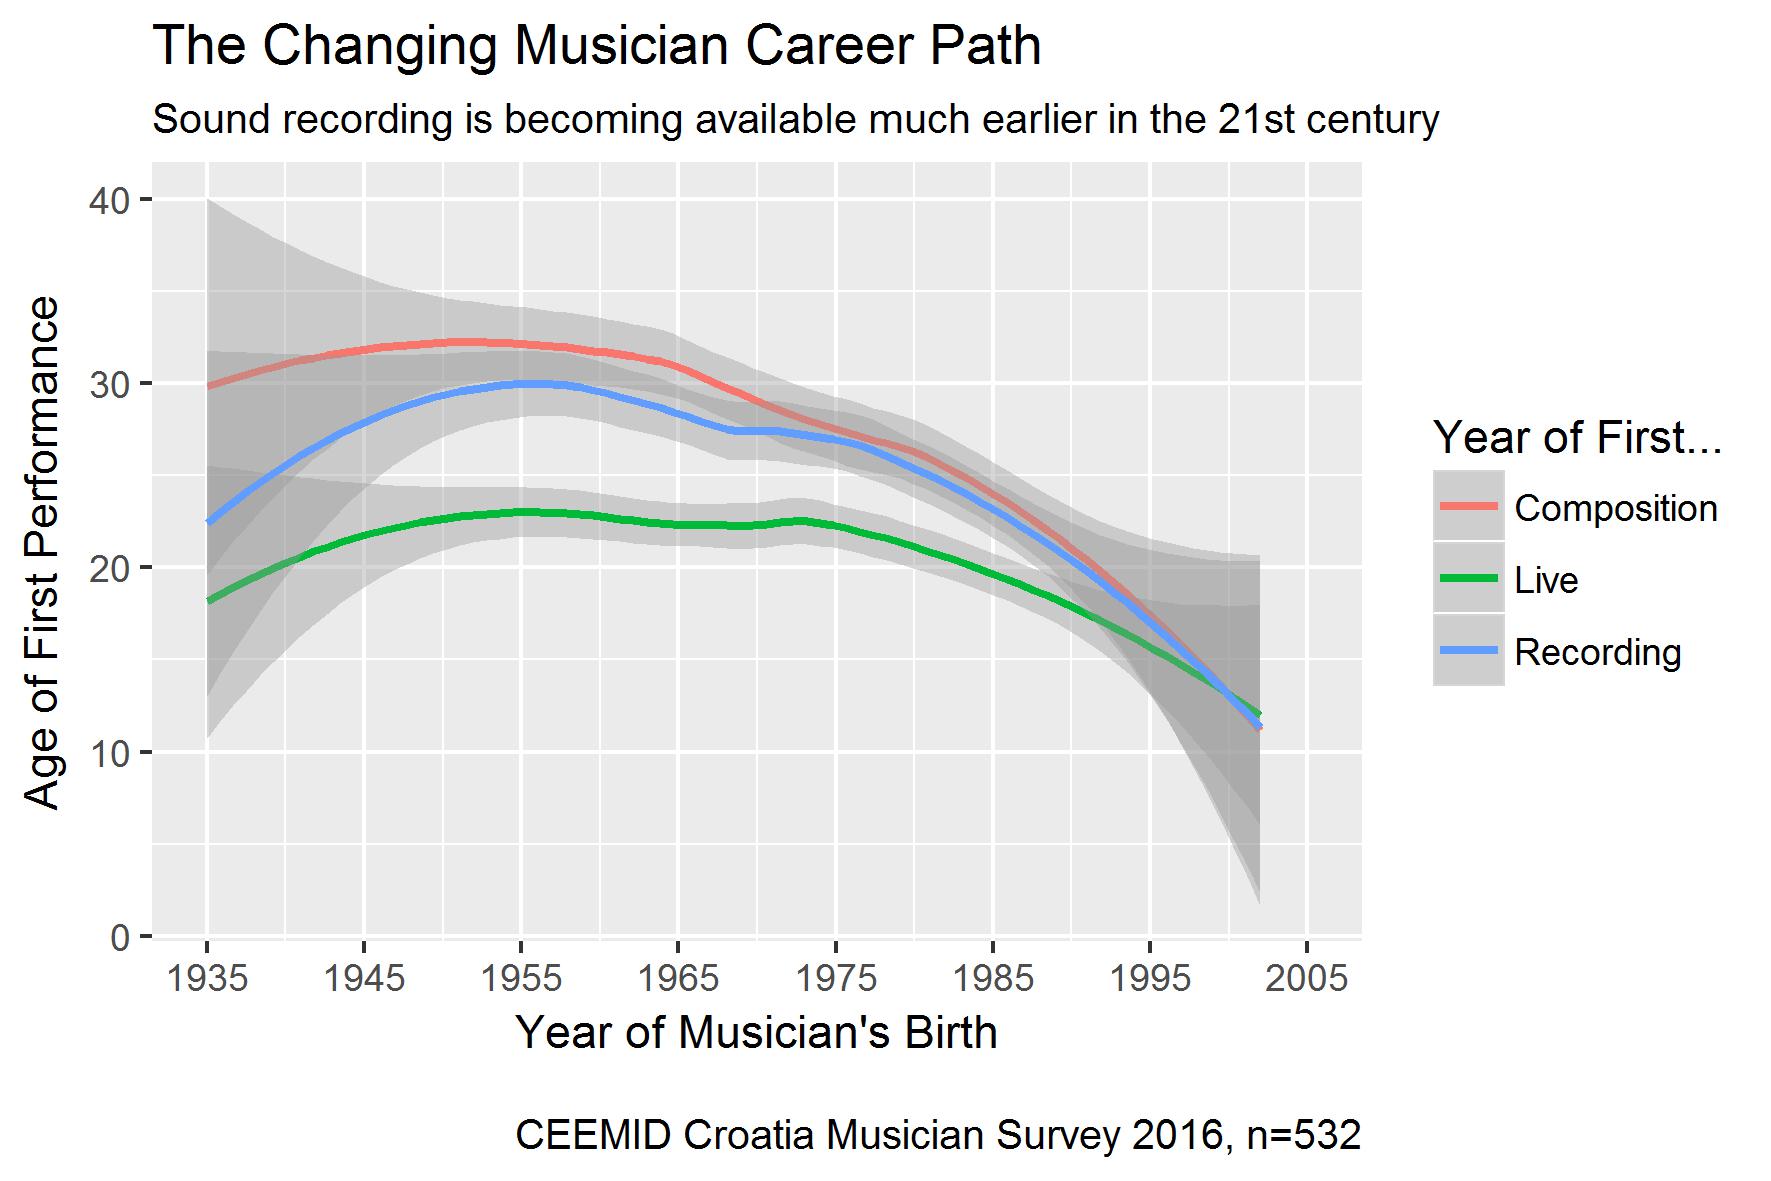 The Changing Musician Career Path
Sound recording is becoming available much earlier in the 21st century
Age of First Performance
40
30
20
10
0
1935 1945 1955 1965 1975 1985 1995 2005
Year of Musician's Birth
Year of First...
Composition
Live
Recording
CEEMID Croatia Musician Survey 2016, n=532